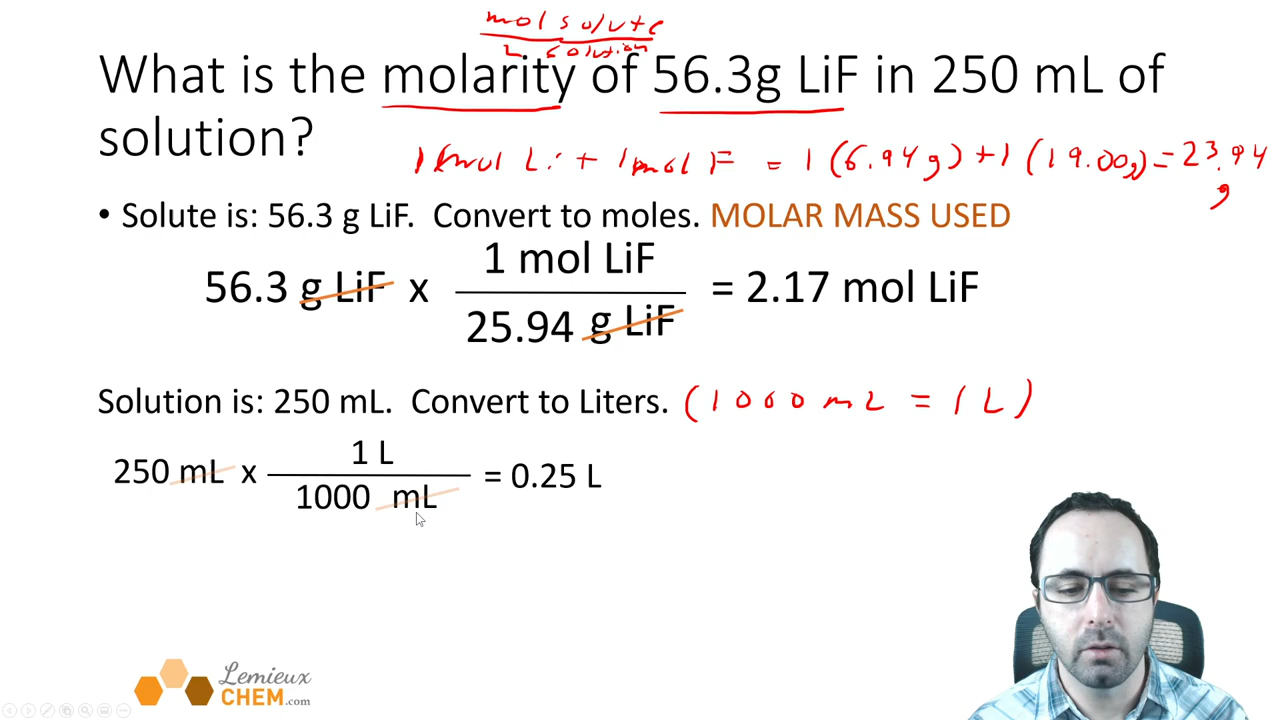 mol solute
L solution
What is the molarity of 56.3g LiF in 250 mL of
solution?
1 mol Li + 1 mol F = 1 (6.94g) + 1 (19.00g) = 23.94
g
• Solute is: 56.3 g LiF. Convert to moles. MOLAR MASS USED
1 mol LiF
56.3 g LiF x = 2.17 mol LiF
25.94 g LiF
Solution is: 250 mL. Convert to Liters. (1000 mL = 1 L)
1 L
250 mL x = 0.25 L
1000 mL
Lemieux
CHEM.com